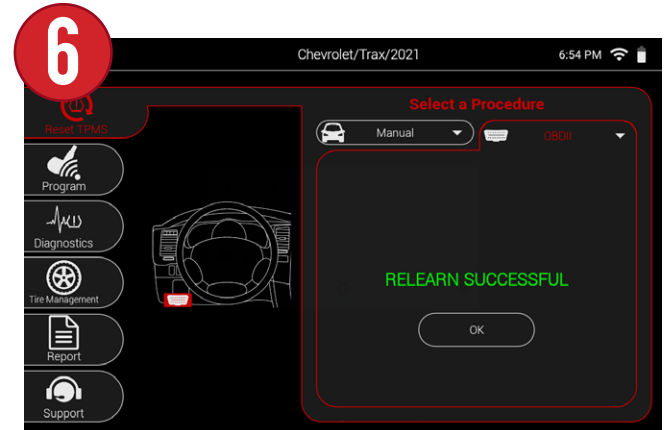 6
Chevrolet/Trax/2021
6:54 PM
Reset TPMS
Select a Procedure
Manual
OBDII
Program
Diagnostics
Tire Management
Report
Support
RELEARN SUCCESSFUL
OK